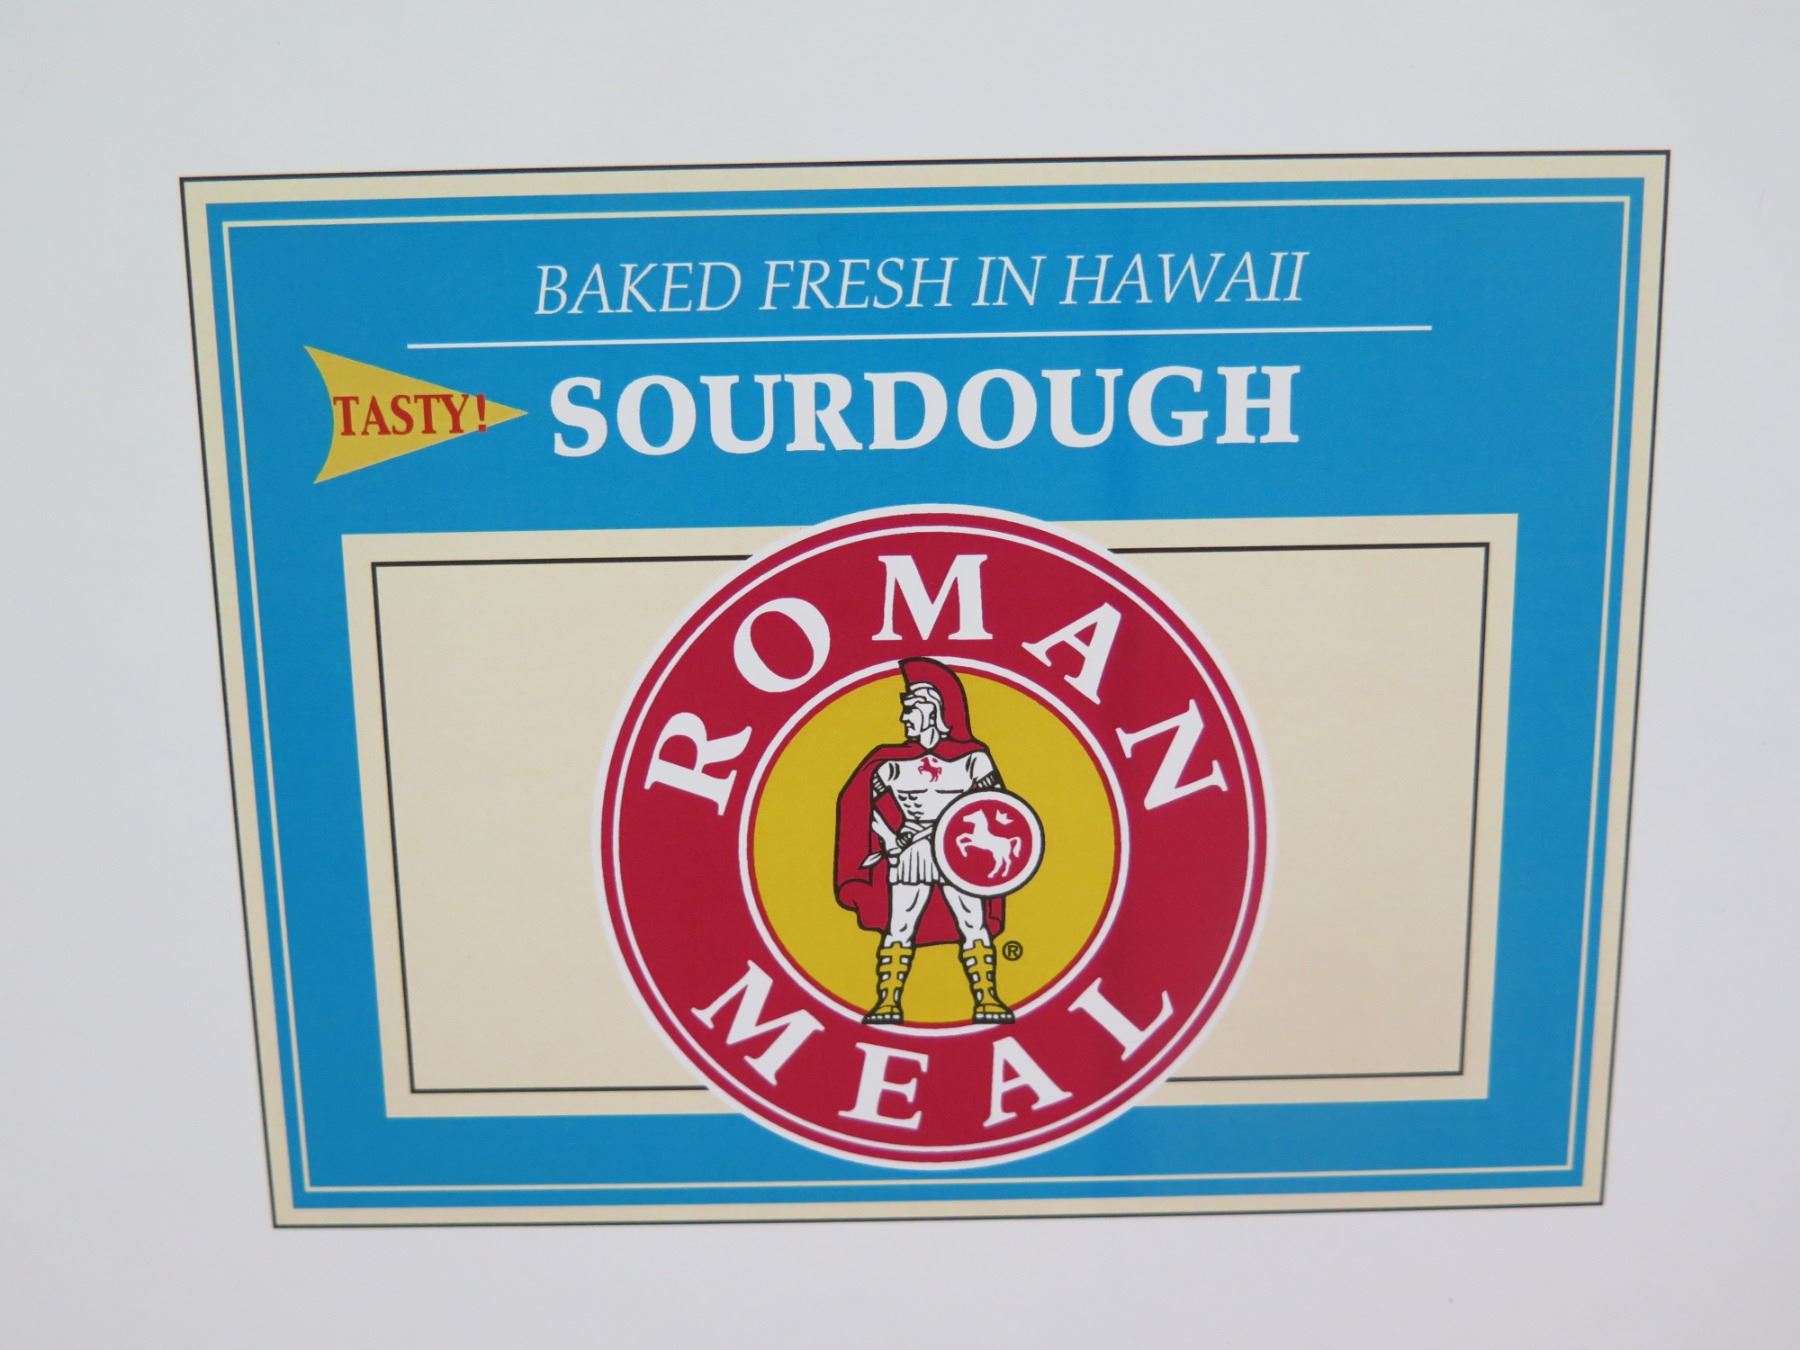 BAKED FRESH IN HAWAII
TASTY!
SOURDOUGH
ROMAN
MEAL
®